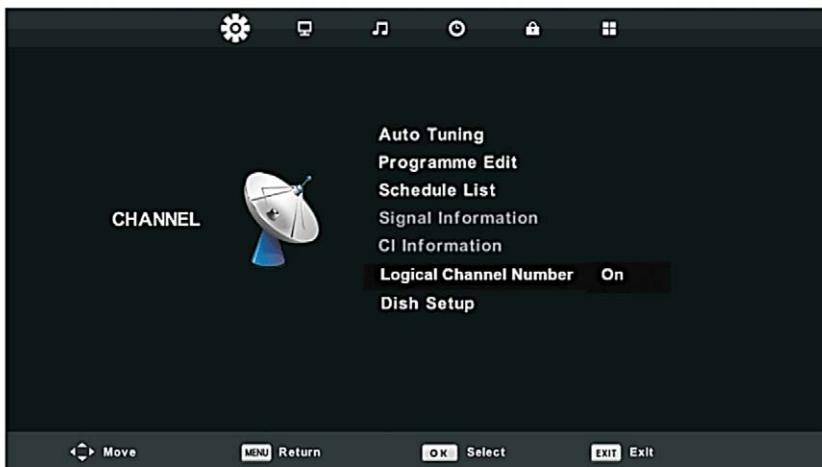 Auto Tuning
Programme Edit
Schedule List
Signal Information
CHANNEL
CI Information
Logical Channel Number On
Dish Setup
Move MENU Return OK Select EXIT Exit